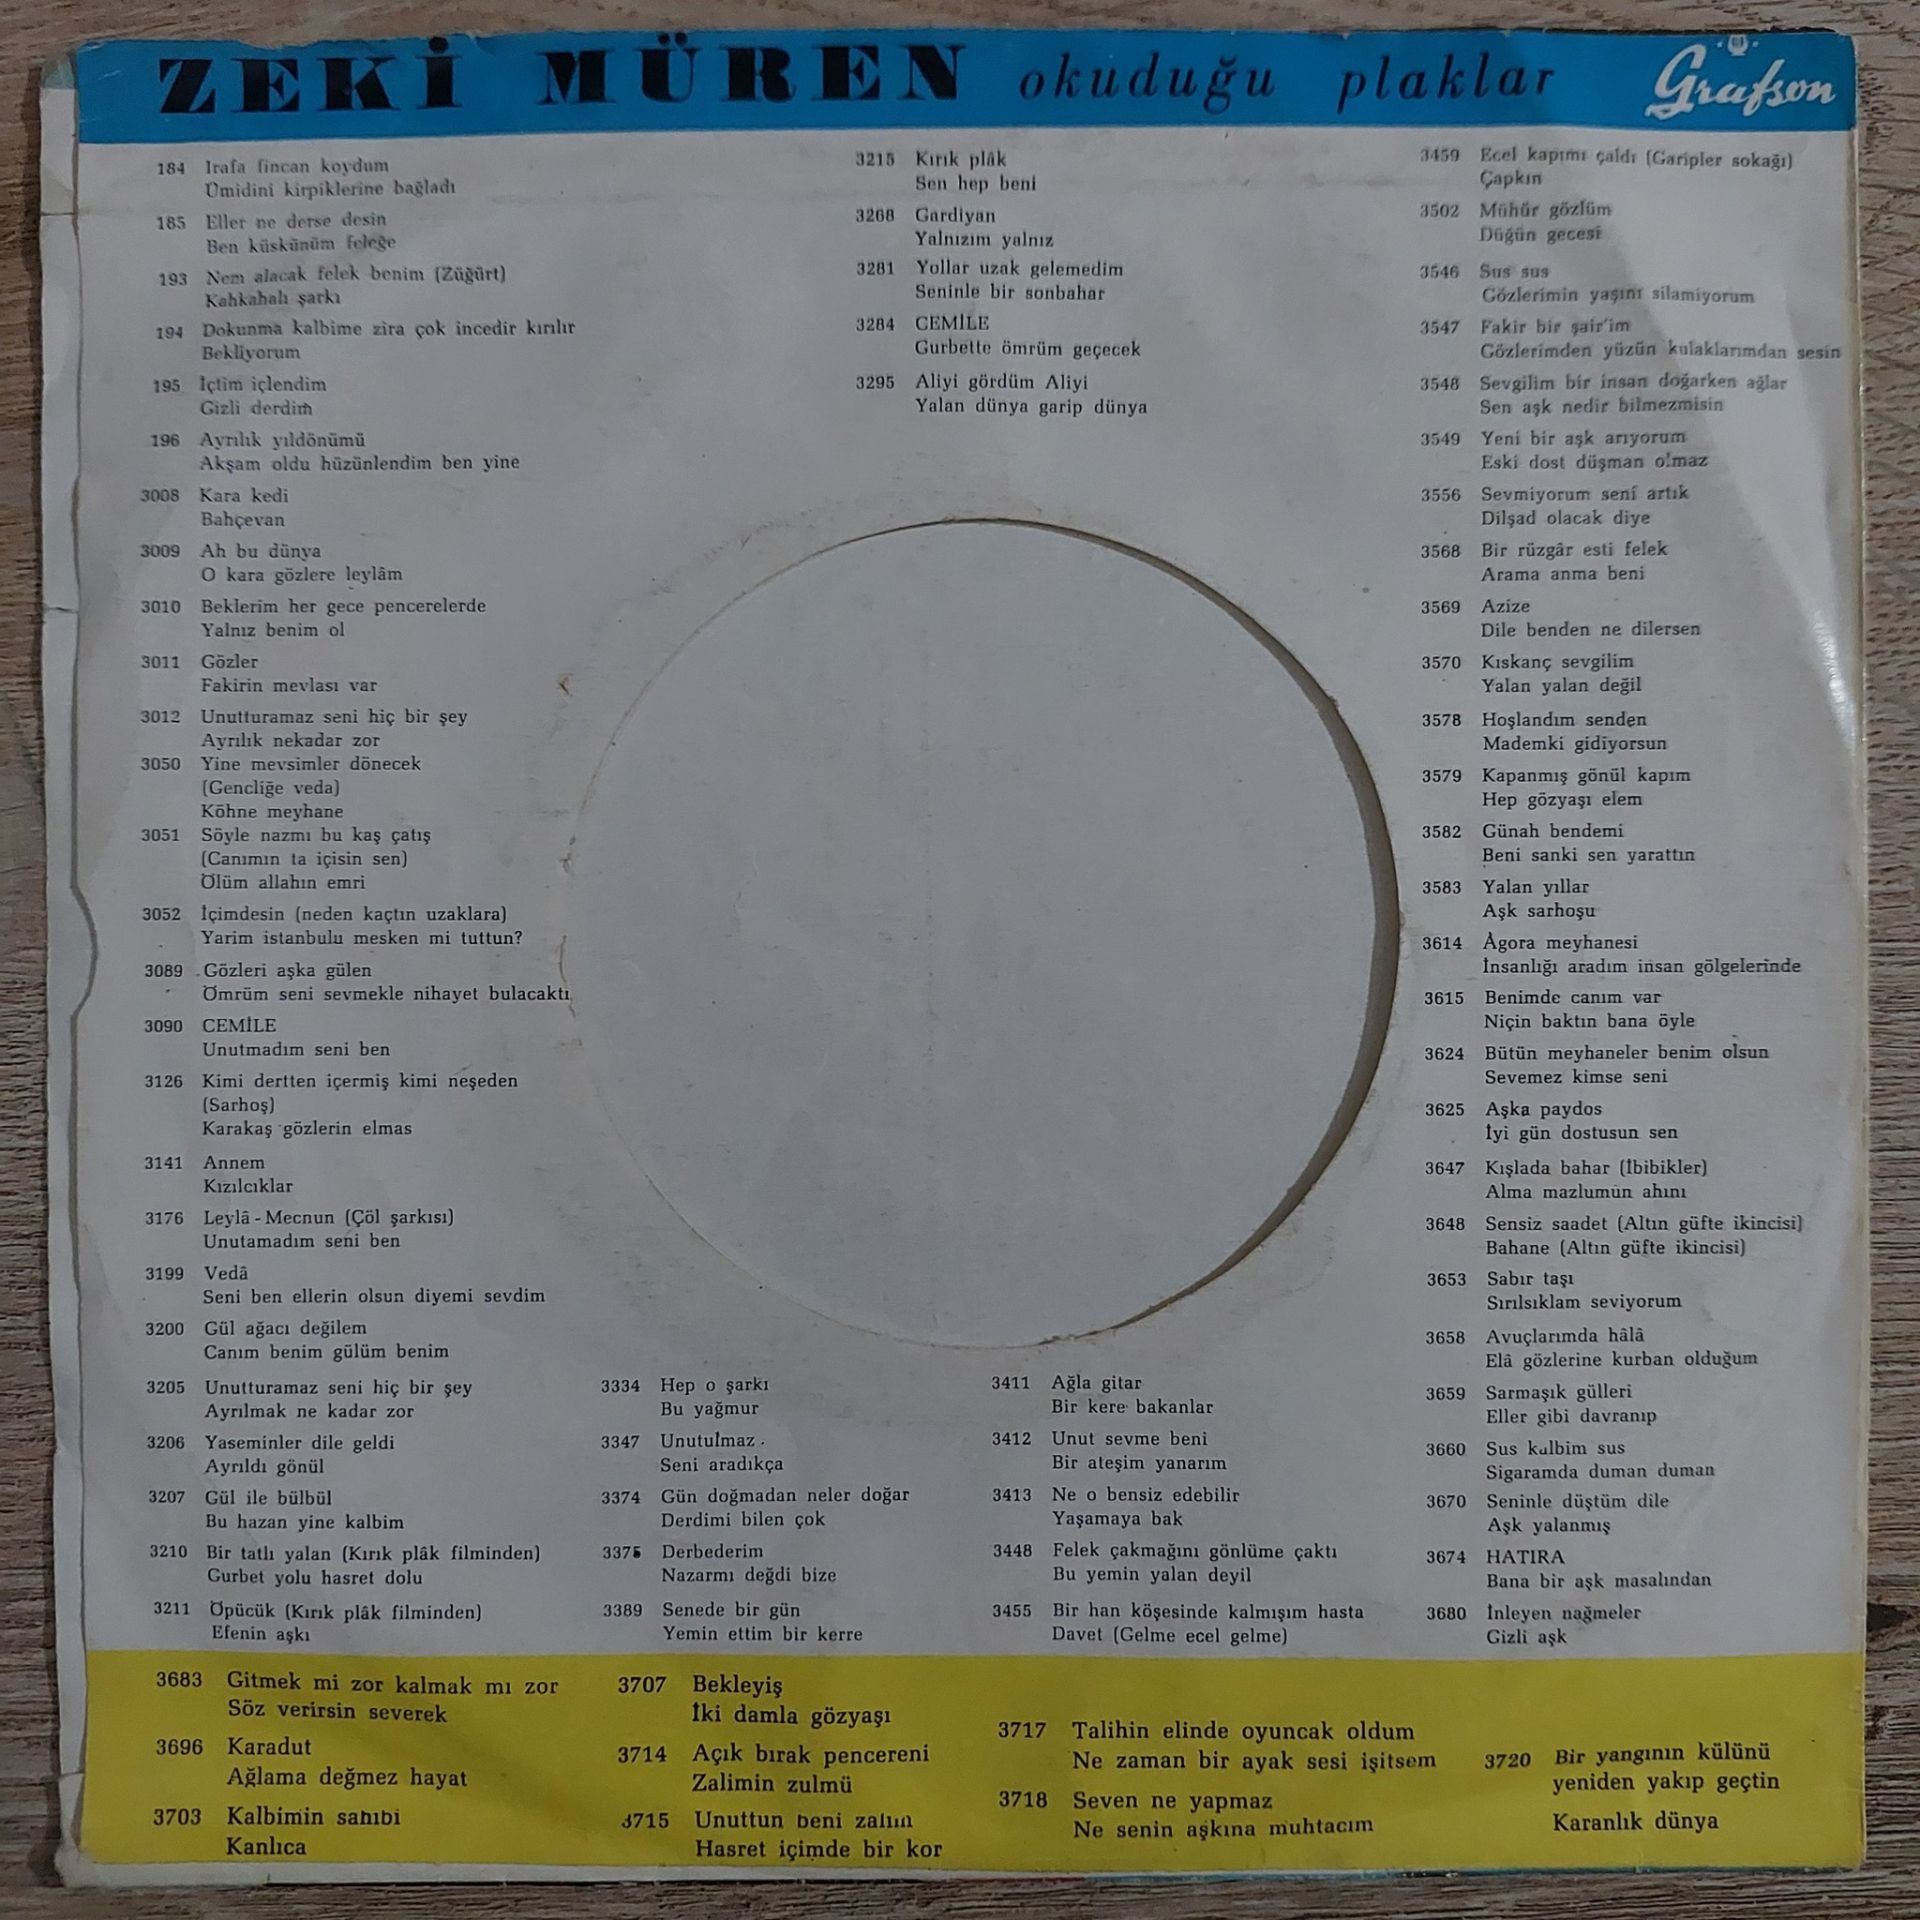 ZEKİ MÜREN okuduğu plaklar Grafson
184 Irafa fincan koydum
Ümidini kirpiklerine bağladı
185 Eller ne derse desin
Ben küskünüm feleğe
193 Nem alacak felek benim (Züğürt)
Kahkahalı şarkı
194 Dokunma kalbime zira çok incedir kırılır
Bekliyorum
195 İçtim içlendim
Gizli derdim
196 Ayrılık yıldönümü
Akşam oldu hüzünlendim ben yine
3008 Kara kedi
Bahçevan
3009 Ah bu dünya
O kara gözlere leylâm
3010 Beklerim her gece pencerelerde
Yalnız benim ol
3011 Gözler
Fakirin mevlası var
3012 Unutturamaz seni hiç bir şey
Ayrılık nekadar zor
3050 Yine mevsimler dönecek
(Gençliğe veda)
Köhne meyhane
3051 Söyle nazmı bu kaş çatış
(Canımın ta içisin sen)
Ölüm allahın emri
3052 İçimdesin (neden kaçtın uzaklara)
Yarim istanbulu mesken mi tuttun?
3089 Gözleri aşka gülen
Ömrüm seni sevmekle nihayet bulacaktı
3090 CEMİLE
Unutmadım seni ben
3126 Kimi dertten içermiş kimi neşeden
(Sarhoş)
Karakaş gözlerin elmas
3141 Annem
Kızılcıklar
3176 Leylâ - Mecnun (Çöl şarkısı)
Unutamadım seni ben
3199 Vedâ
Seni ben ellerin olsun diyemi sevdim
3200 Gül ağacı değilem
Canım benim gülüm benim
3205 Unutturamaz seni hiç bir şey
Ayrılmak ne kadar zor
3206 Yaseminler dile geldi
Ayrıldı gönül
3207 Gül ile bülbül
Bu hazan yine kalbim
3210 Bir tatlı yalan (Kırık plâk filminden)
Gurbet yolu hasret dolu
3211 Öpücük (Kırık plâk filminden)
Efenin aşkı
3215 Kırık plâk
Sen hep beni
3268 Gardiyan
Yalnızım yalnız
3281 Yollar uzak gelemedim
Seninle bir sonbahar
3284 CEMİLE
Gurbette ömrüm geçecek
3295 Aliyi gördüm Aliyi
Yalan dünya garip dünya
3334 Hep o şarkı
Bu yağmur
3347 Unutulmaz
Seni aradıkça
3374 Gün doğmadan neler doğar
Derdimi bilen çok
3375 Derbederim
Nazarmı değdi bize
3389 Senede bir gün
Yemin ettim bir kerre
3411 Ağla gitar
Bir kere bakanlar
3412 Unut sevme beni
Bir ateşim yanarım
3413 Ne o bensiz edebilir
Yaşamaya bak
3448 Felek çakmağını gönlüme çaktı
Bu yemin yalan deyil
3455 Bir han köşesinde kalmışım hasta
Davet (Gelme ecel gelme)
3459 Ecel kapımı çaldı (Garipler sokağı)
Çapkın
3502 Mühür gözlüm
Düğün gecesi
3546 Sus sus
Gözlerimin yaşını silamiyorum
3547 Fakir bir şair'im
Gözlerimden yüzün kulaklarımdan sesin
3548 Sevgilim bir insan doğarken ağlar
Sen aşk nedir bilmezmisin
3549 Yeni bir aşk arıyorum
Eski dost düşman olmaz
3556 Sevmiyorum seni artık
Dilşad olacak diye
3568 Bir rüzgâr esti felek
Arama anma beni
3569 Azize
Dile benden ne dilersen
3570 Kıskanç sevgilim
Yalan yalan değil
3578 Hoşlandım senden
Mademki gidiyorsun
3579 Kapanmış gönül kapım
Hep gözyaşı elem
3582 Günah bendemi
Beni sanki sen yarattın
3583 Yalan yıllar
Aşk sarhoşu
3614 Agora meyhanesi
İnsanlığı aradım insan gölgelerinde
3615 Benimde canım var
Niçin baktın bana öyle
3624 Bütün meyhaneler benim olsun
Sevemez kimse seni
3625 Aşka paydos
İyi gün dostusun sen
3647 Kışlada bahar (İbibikler)
Alma mazlumun ahını
3648 Sensiz saadet (Altın güfte ikincisi)
Bahane (Altın güfte ikincisi)
3653 Sabır taşı
Sırılsıklam seviyorum
3658 Avuçlarımda hâlâ
Elâ gözlerine kurban olduğum
3659 Sarmaşık gülleri
Eller gibi davranıp
3660 Sus kalbim sus
Sigaramda duman duman
3670 Seninle düştüm dile
Aşk yalanmış
3674 HATIRA
Bana bir aşk masalından
3680 İnleyen nağmeler
Gizli aşk
3683 Gitmek mi zor kalmak mı zor
Söz verirsin severek
3696 Karadut
Ağlama değmez hayat
3703 Kalbimin sahibi
Kanlıca
3707 Bekleyiş
İki damla gözyaşı
3714 Açık bırak pencereni
Zalimin zulmü
3715 Unuttun beni zalim
Hasret içimde bir kor
3717 Talihin elinde oyuncak oldum
Ne zaman bir ayak sesi işitsem
3718 Seven ne yapmaz
Ne senin aşkına muhtacım
3720 Bir yangının külünü
yeniden yakıp geçtin
Karanlık dünya